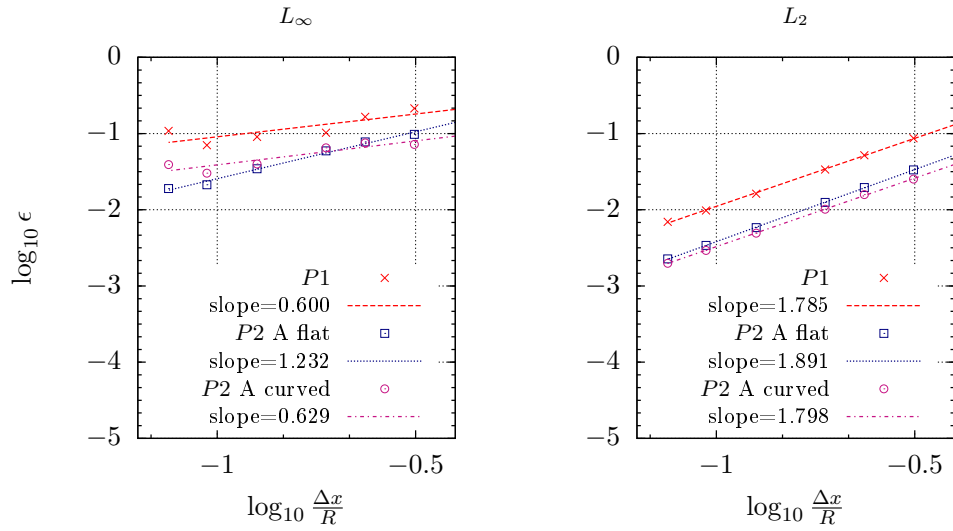 L∞
0
−1
−2
−3
−4
−5
log₁₀ ϵ
P1
slope=0.600
P2 A flat
slope=1.232
P2 A curved
slope=0.629
−1
−0.5
log₁₀ Δx/R
L₂
0
−1
−2
−3
−4
−5
P1
slope=1.785
P2 A flat
slope=1.891
P2 A curved
slope=1.798
−1
−0.5
log₁₀ Δx/R